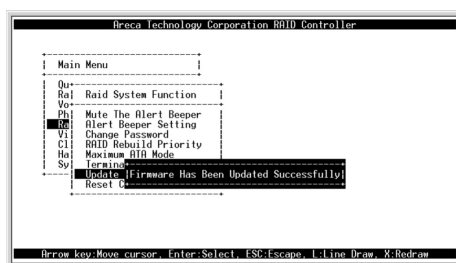 Areca Technology Corporation RAID Controller
Main Menu
Qu
Ra
Raid System Function
Vo
Ph
Mute The Alert Beeper
Ra
Alert Beeper Setting
Vi
Change Password
Cl
RAID Rebuild Priority
Ha
Maximum ATA Mode
Sy
Termina
Update
Firmware Has Been Updated Successfully
Reset C
Arrow key:Move cursor, Enter:Select, ESC:Escape, L:Line Draw, X:Redraw